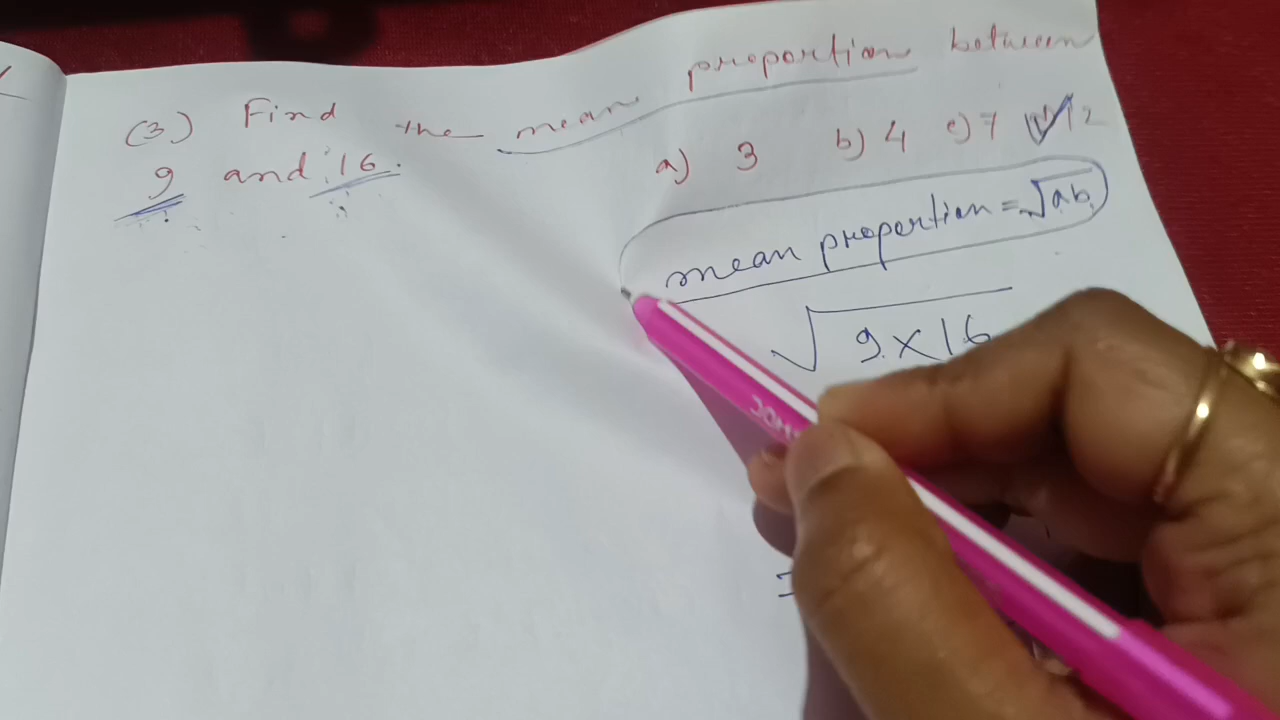 (3) Find the mean proportion between
9 and 16.
a) 3 b) 4 c) 7 12
mean proportion = √ab
√9×16
=